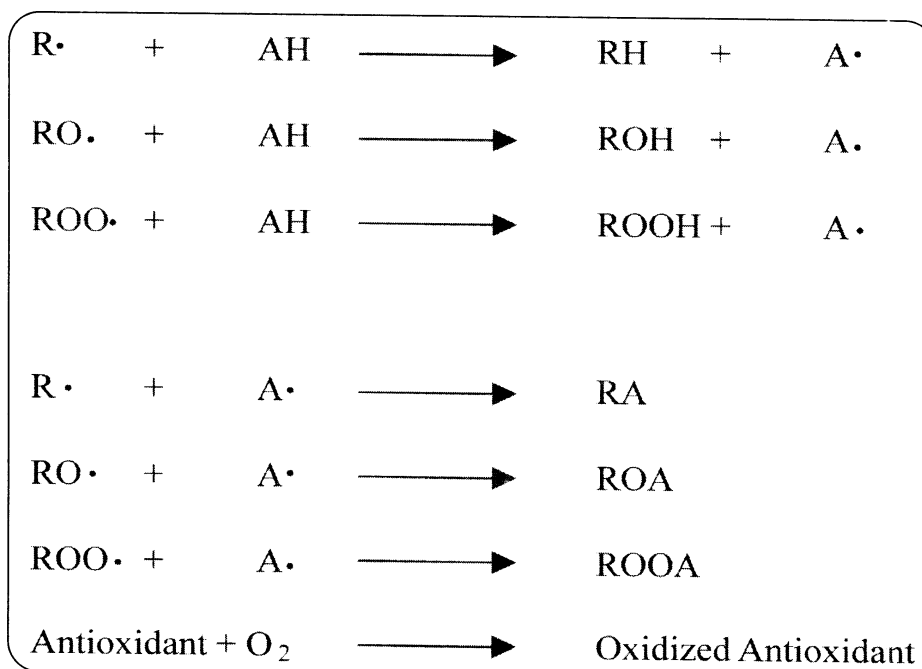 R· + AH ⟶ RH + A·
RO· + AH ⟶ ROH + A·
ROO· + AH ⟶ ROOH + A·
R· + A· ⟶ RA
RO· + A· ⟶ ROA
ROO· + A· ⟶ ROOA
Antioxidant + O₂ ⟶ Oxidized Antioxidant